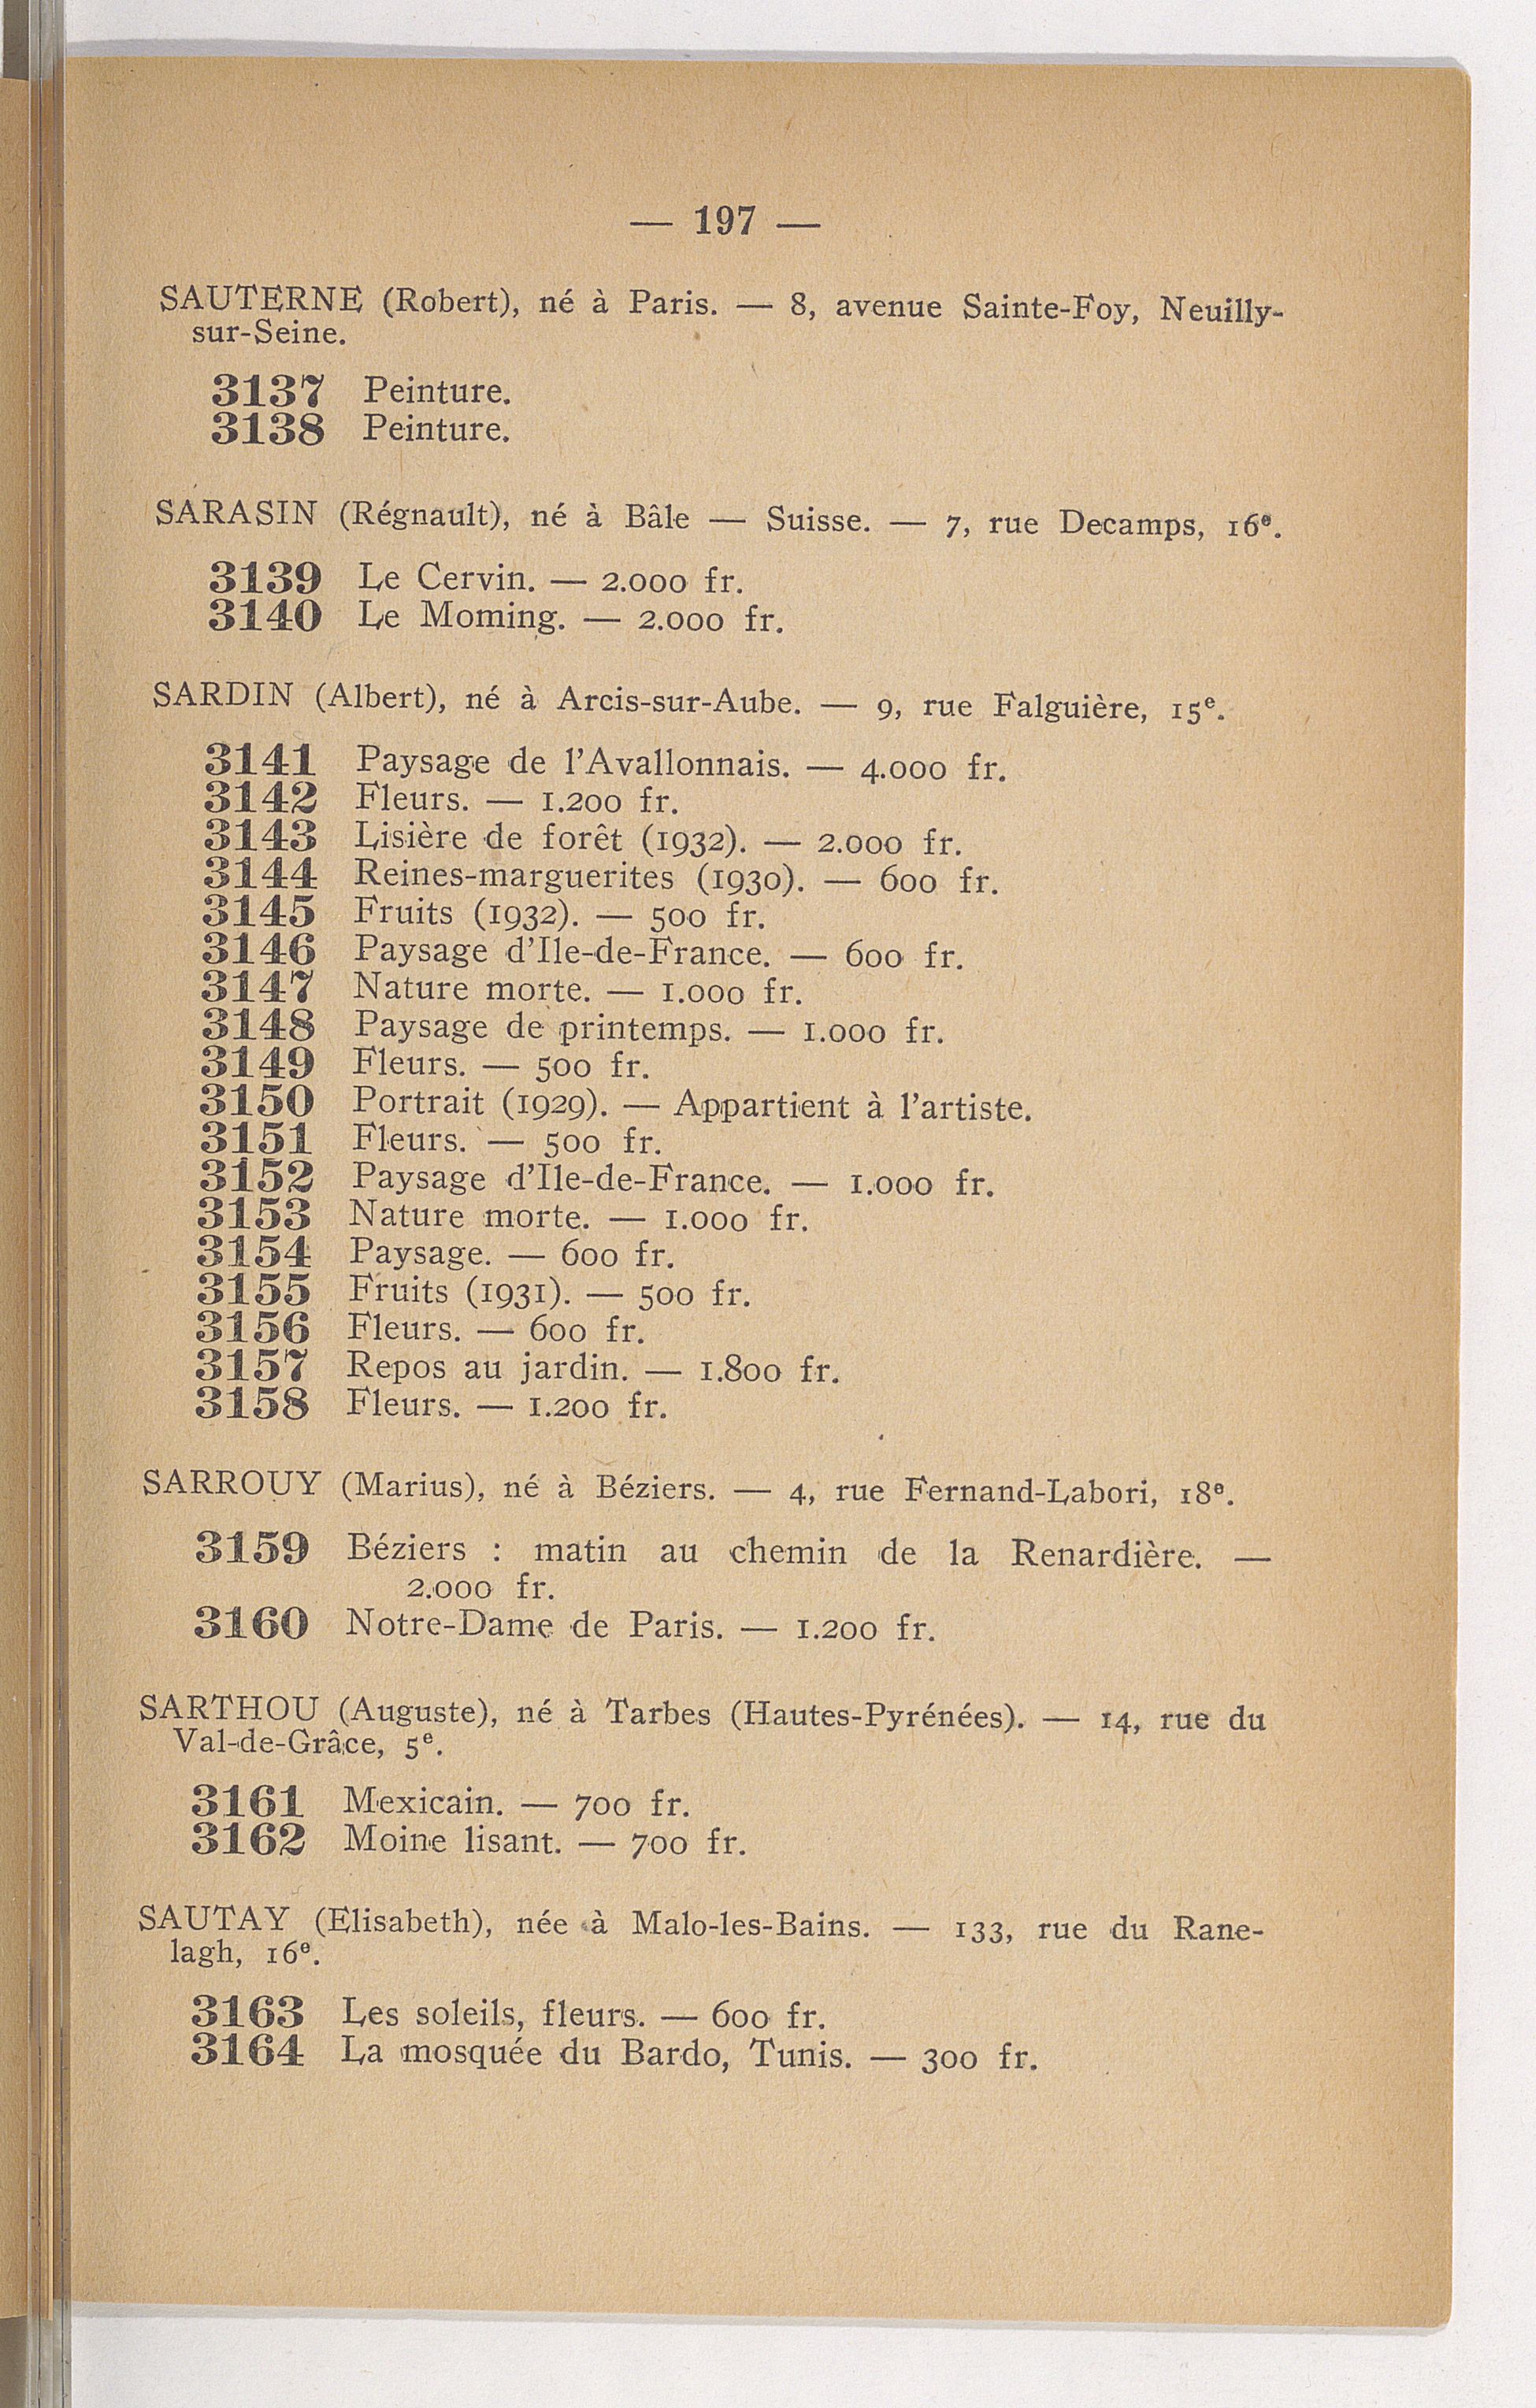 — 197 —
SAUTERNE (Robert), né à Paris. — 8, avenue Sainte-Foy, Neuilly-
sur-Seine.
3137 Peinture.
3138 Peinture.
SARASIN (Régnault), né à Bâle — Suisse. — 7, rue Decamps, 16e.
3139 Le Cervin. — 2.000 fr.
3140 Le Moming. — 2.000 fr.
SARDIN (Albert), né à Arcis-sur-Aube. — 9, rue Falguière, 15e.
3141 Paysage de l'Avallonnais. — 4.000 fr.
3142 Fleurs. — 1.200 fr.
3143 Lisière de forêt (1932). — 2.000 fr.
3144 Reines-marguerites (1930). — 600 fr.
3145 Fruits (1932). — 500 fr.
3146 Paysage d'Ile-de-France. — 600 fr.
3147 Nature morte. — 1.000 fr.
3148 Paysage de printemps. — 1.000 fr.
3149 Fleurs. — 500 fr.
3150 Portrait (1929). — Appartient à l'artiste.
3151 Fleurs. — 500 fr.
3152 Paysage d'Ile-de-France. — 1.000 fr.
3153 Nature morte. — 1.000 fr.
3154 Paysage. — 600 fr.
3155 Fruits (1931). — 500 fr.
3156 Fleurs. — 600 fr.
3157 Repos au jardin. — 1.800 fr.
3158 Fleurs. — 1.200 fr.
SARROUY (Marius), né à Béziers. — 4, rue Fernand-Labori, 18e.
3159 Béziers : matin au chemin de la Renardière. —
2.000 fr.
3160 Notre-Dame de Paris. — 1.200 fr.
SARTHOU (Auguste), né à Tarbes (Hautes-Pyrénées). — 14, rue du
Val-de-Grâce, 5e.
3161 Mexicain. — 700 fr.
3162 Moine lisant. — 700 fr.
SAUTAY (Elisabeth), née à Malo-les-Bains. — 133, rue du Rane-
lagh, 16e.
3163 Les soleils, fleurs. — 600 fr.
3164 La mosquée du Bardo, Tunis. — 300 fr.